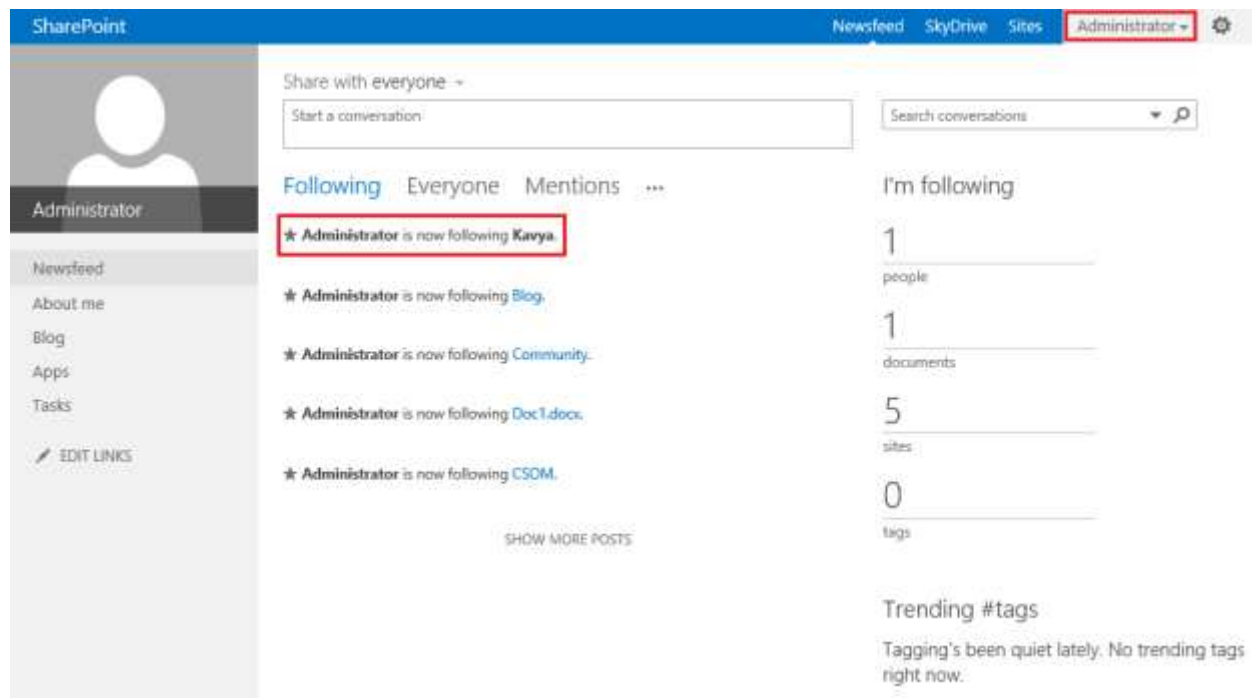 SharePoint
Newsfeed SkyDrive Sites Administrator
Administrator
Newsfeed
About me
Blog
Apps
Tasks
EDIT LINKS
Share with everyone
Start a conversation
Following Everyone Mentions ...
Administrator is now following Kavya.
Administrator is now following Blog.
Administrator is now following Community.
Administrator is now following Doc1.docx.
Administrator is now following CSOM.
SHOW MORE POSTS
Search conversations
I'm following
1
people
1
documents
5
sites
0
tags
Trending #tags
Tagging's been quiet lately. No trending tags
right now.